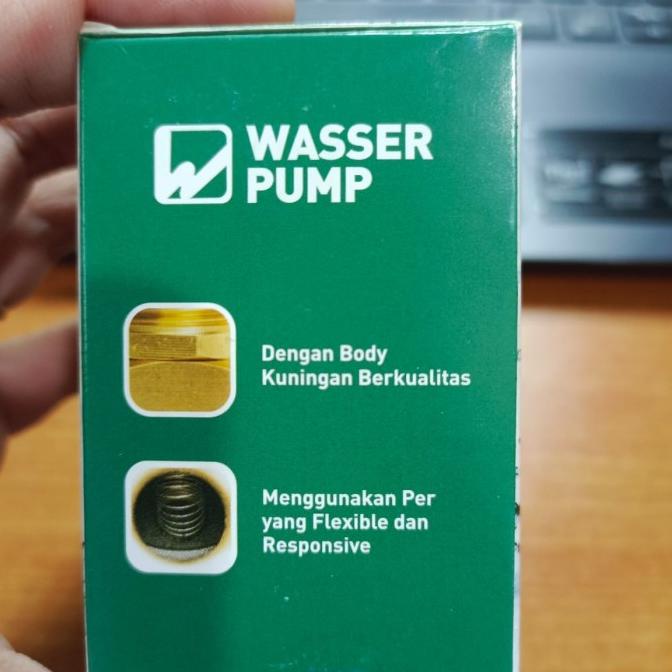 WASSER
PUMP
Dengan Body
Kuningan Berkualitas
Menggunakan Per
yang Flexible dan
Responsive